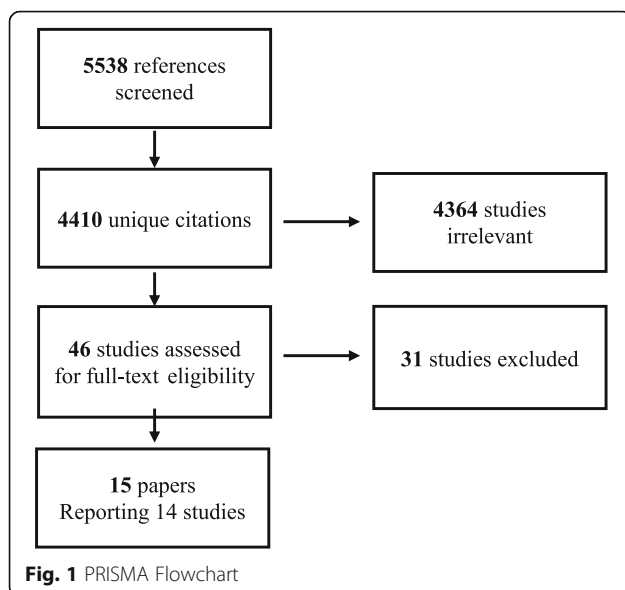 5538 references
screened
4410 unique citations
4364 studies
irrelevant
46 studies assessed
for full-text eligibility
31 studies excluded
15 papers
Reporting 14 studies
Fig. 1 PRISMA Flowchart